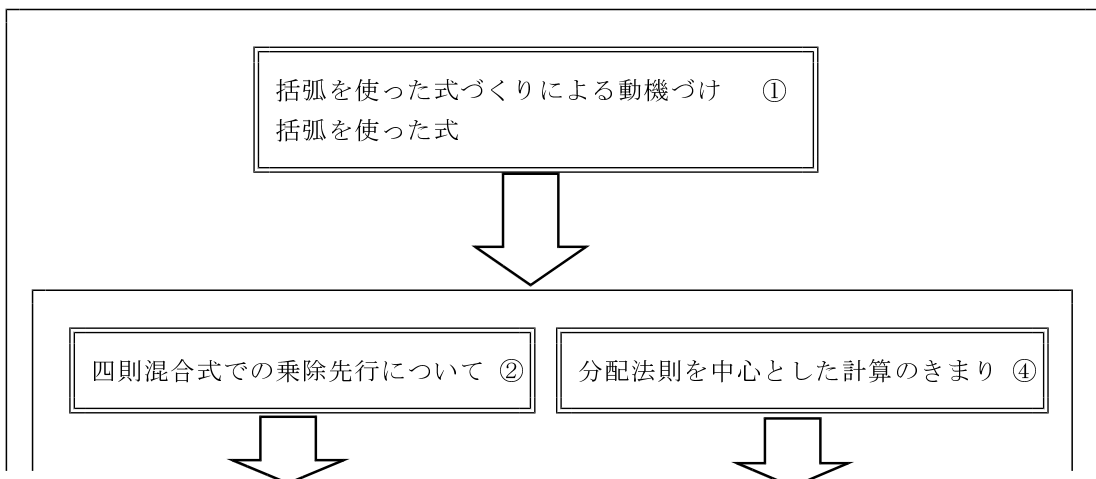 括弧を使った式づくりによる動機づけ ①
括弧を使った式
四則混合式での乗除先行について ②
分配法則を中心とした計算のきまり ④